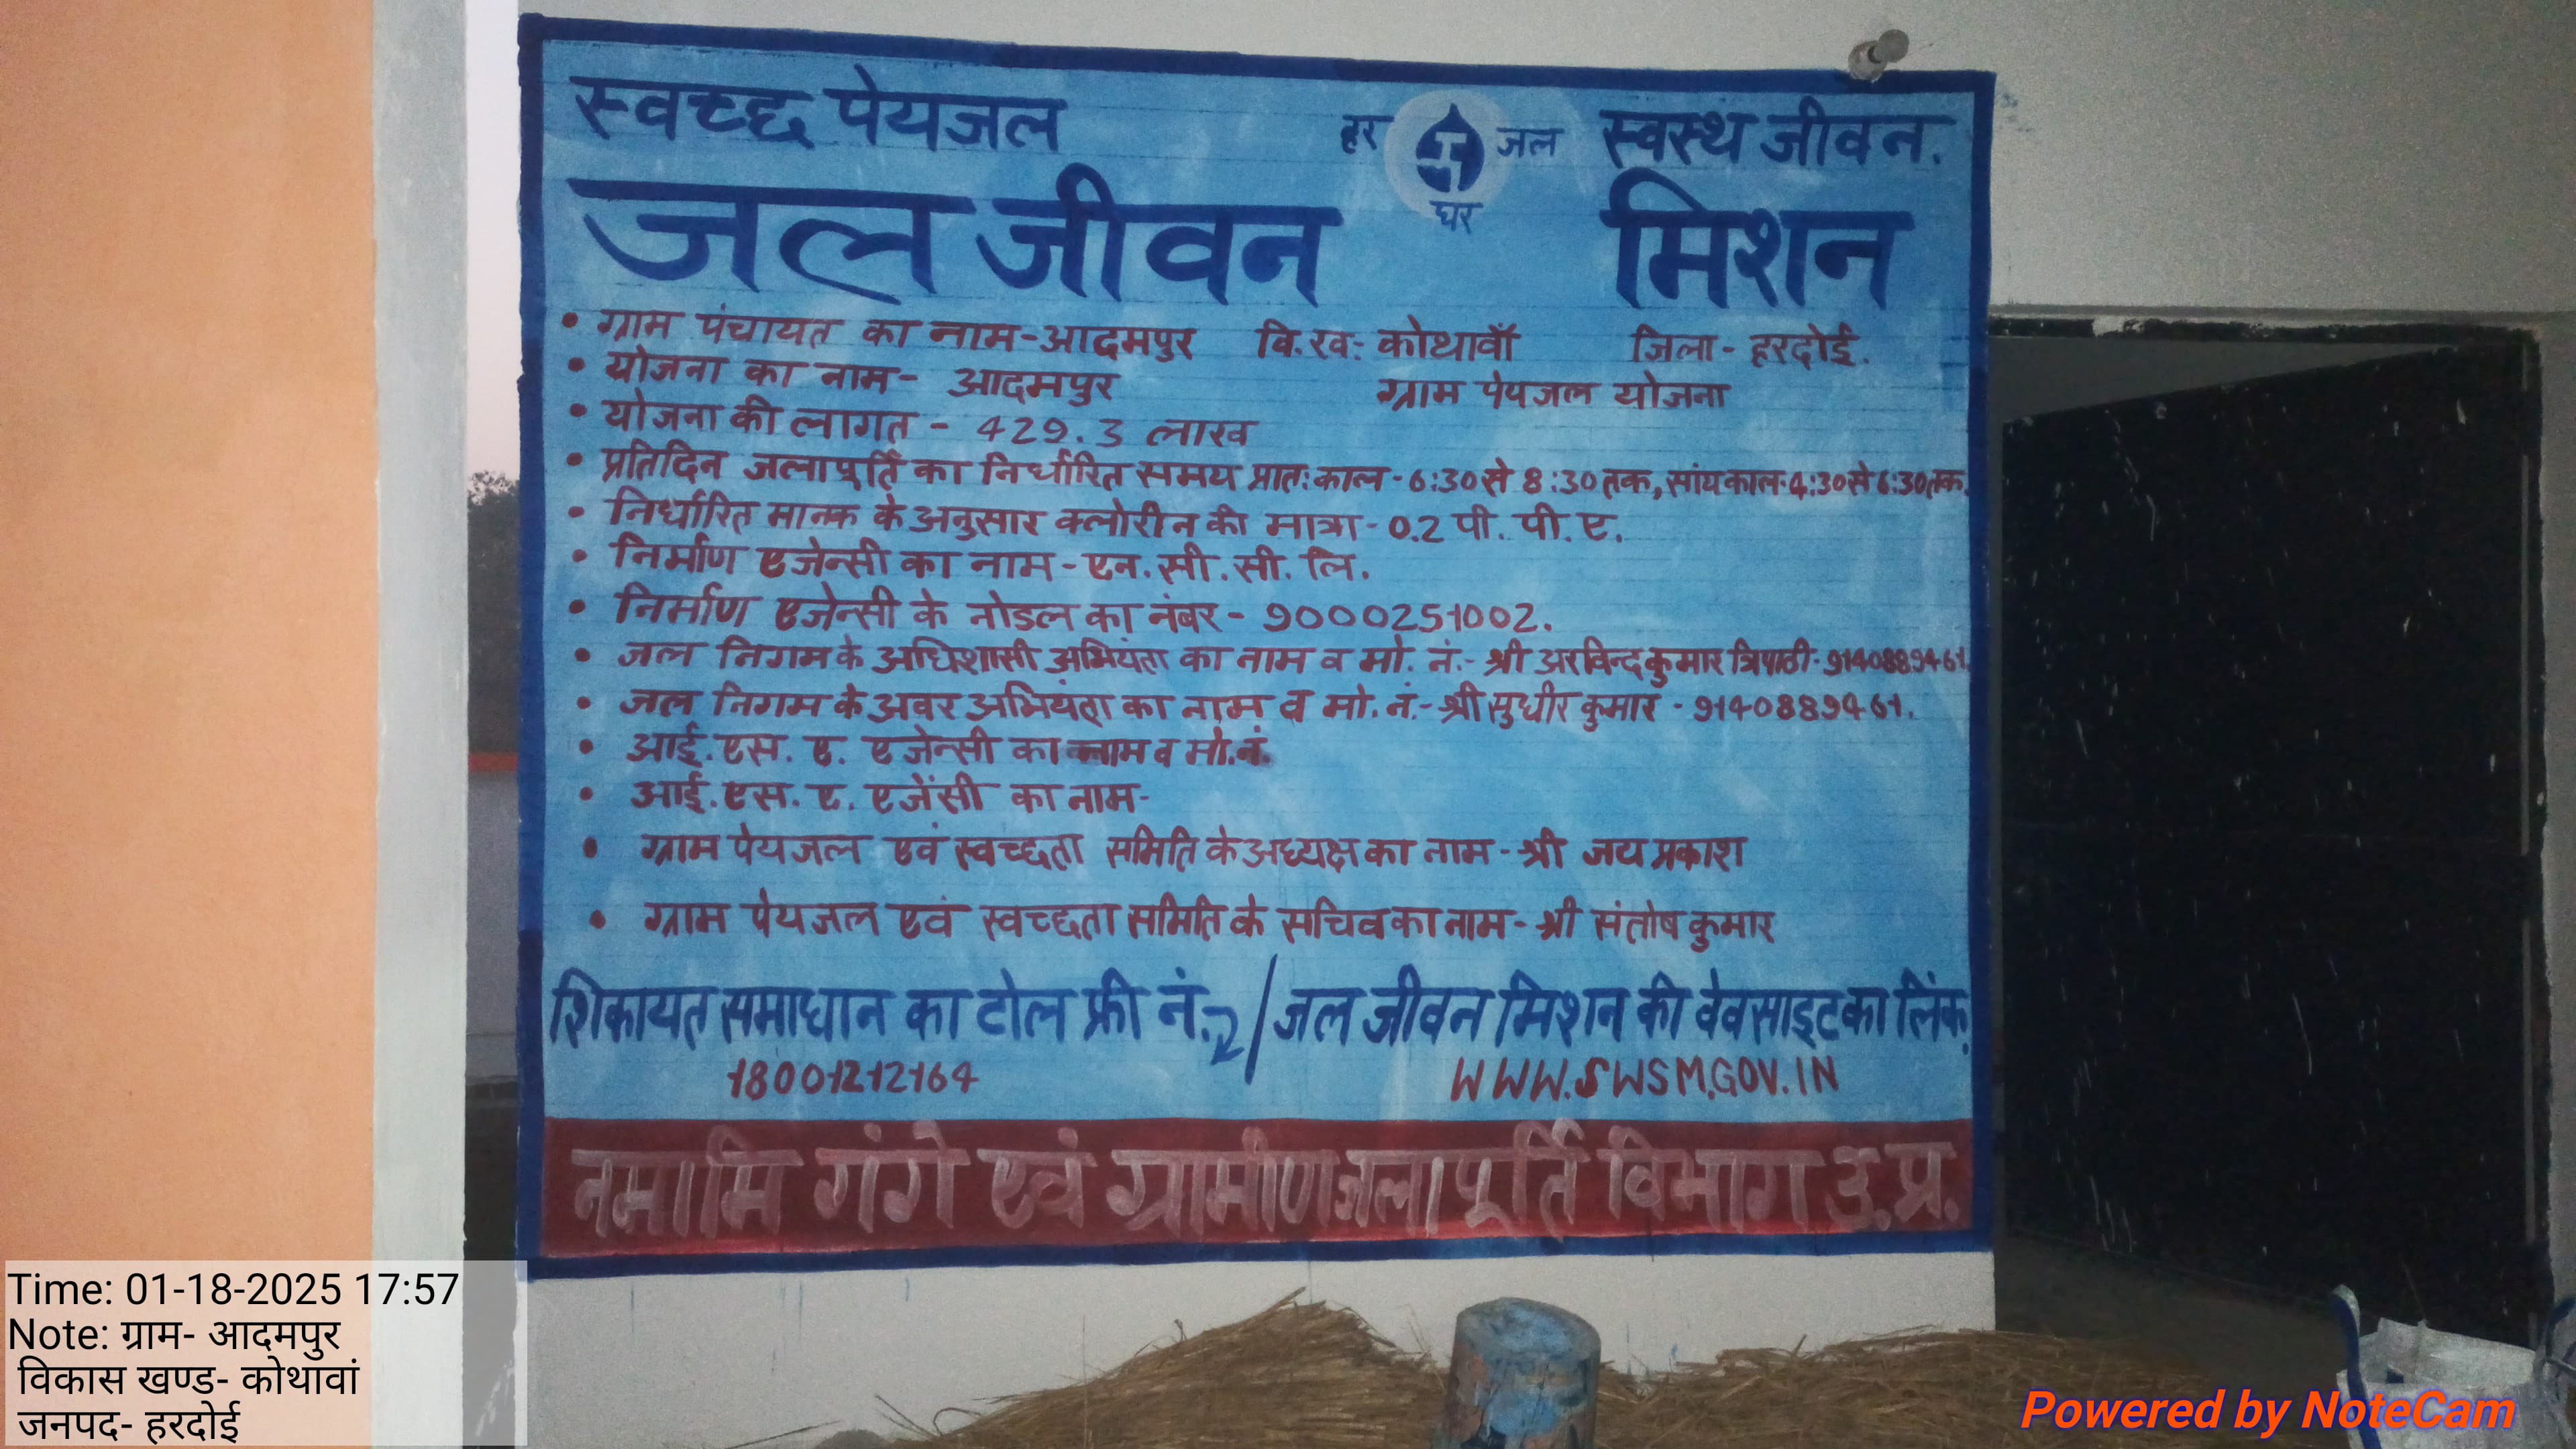 स्वच्छ पेयजल
हर जल
घर
स्वस्थ जीवन.
जल जीवन मिशन
• ग्राम पंचायत का नाम-आदमपुर वि.ख.- कोथावाँ जिला- हरदोई.
• योजना का नाम- आदमपुर ग्राम पेयजल योजना
• योजना की लागत - 429.3 लाख
• प्रतिदिन जलापूर्ति का निर्धारित समय प्रातःकाल-6:30 से 8:30 तक, सांयकाल-4:30 से 6:30 तक.
• निर्धारित मानक के अनुसार क्लोरीन की मात्रा-0.2 पी. पी. ए.
• निर्माण एजेन्सी का नाम-एन.सी.सी. लि.
• निर्माण एजेन्सी के नोडल का नंबर- 9000251002.
• जल निगम के अधिशासी अभियंता का नाम व मो. नं.- श्री अरविन्द कुमार त्रिपाठी-9140889461.
• जल निगम के अवर अभियंता का नाम व मो. नं.-श्री सुधीर कुमार - 9140889461.
• आई.एस. ए. एजेन्सी का नाम व मो.नं.
• आई.एस. ए. एजेंसी का नाम-
• ग्राम पेयजल एवं स्वच्छता समिति के अध्यक्ष का नाम-श्री जय प्रकाश
• ग्राम पेयजल एवं स्वच्छता समिति के सचिव का नाम-श्री संतोष कुमार
शिकायत समाधान का टोल फ्री नं. / जल जीवन मिशन की वेवसाइट का लिंक.
18001212164 WWW.SWSM.GOV.IN
नमामि गंगे एवं ग्रामीण जलापूर्ति विभाग उ.प्र.
Time: 01-18-2025 17:57
Note: ग्राम- आदमपुर
विकास खण्ड- कोथावां
जनपद- हरदोई
Powered by NoteCam